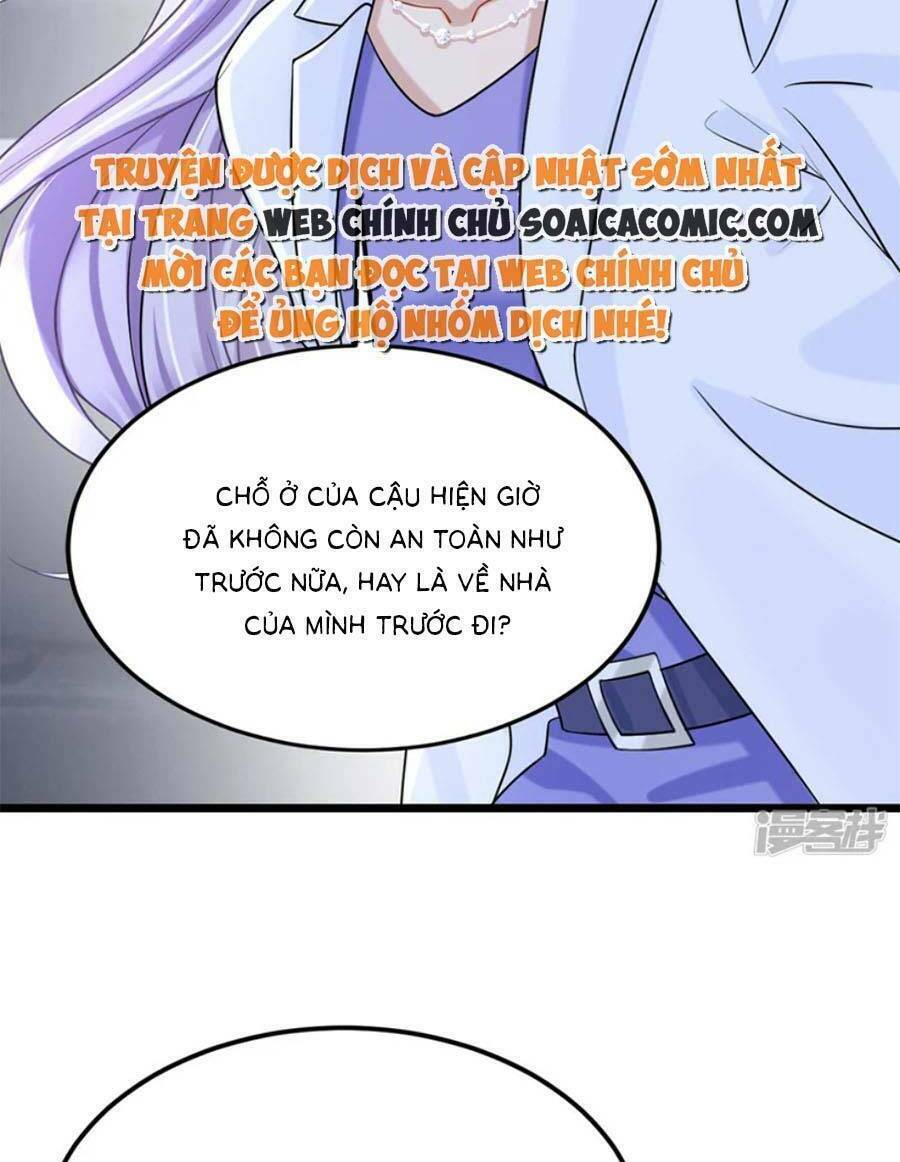 TRUYỆN ĐƯỢC DỊCH VÀ CẬP NHẬT SỚM NHẤT
TẠI TRANG WEB CHÍNH CHỦ SOAICACOMIC.COM
MỜI CÁC BẠN ĐỌC TẠI WEB CHÍNH CHỦ
ĐỂ ỦNG HỘ NHÓM DỊCH NHÉ!
CHỖ Ở CỦA CẬU HIỆN GIỜ
ĐÃ KHÔNG CÒN AN TOÀN NHƯ
TRƯỚC NỮA, HAY LÀ VỀ NHÀ
CỦA MÌNH TRƯỚC ĐI?
漫客栈